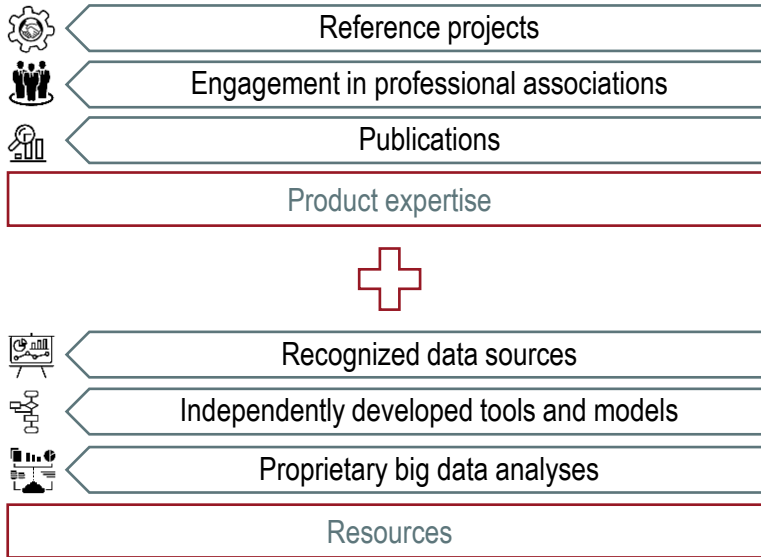 Reference projects
Engagement in professional associations
Publications
Product expertise
Recognized data sources
Independently developed tools and models
Proprietary big data analyses
Resources